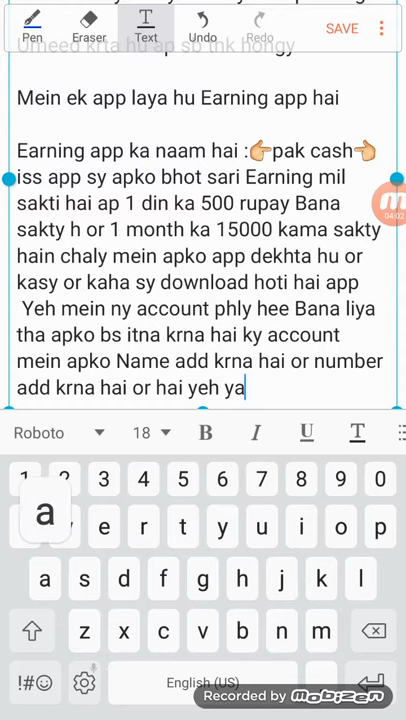 Pen Eraser Text Undo Redo SAVE
Umeed krta hu ap sb thk hongy
Mein ek app laya hu Earning app hai
Earning app ka naam hai :👉pak cash👈
iss app sy apko bhot sari Earning mil
sakti hai ap 1 din ka 500 rupay Bana
sakty h or 1 month ka 15000 kama sakty
hain chaly mein apko app dekhta hu or
kasy or kaha sy download hoti hai app
Yeh mein ny account phly hee Bana liya
tha apko bs itna krna hai ky account
mein apko Name add krna hai or number
add krna hai or hai yeh ya
04:02
Roboto 18 B I U T
1 2 3 4 5 6 7 8 9 0
a e r t y u i o p
a s d f g h j k l
z x c v b n m
!#☺ English (US)
Recorded by mobizen